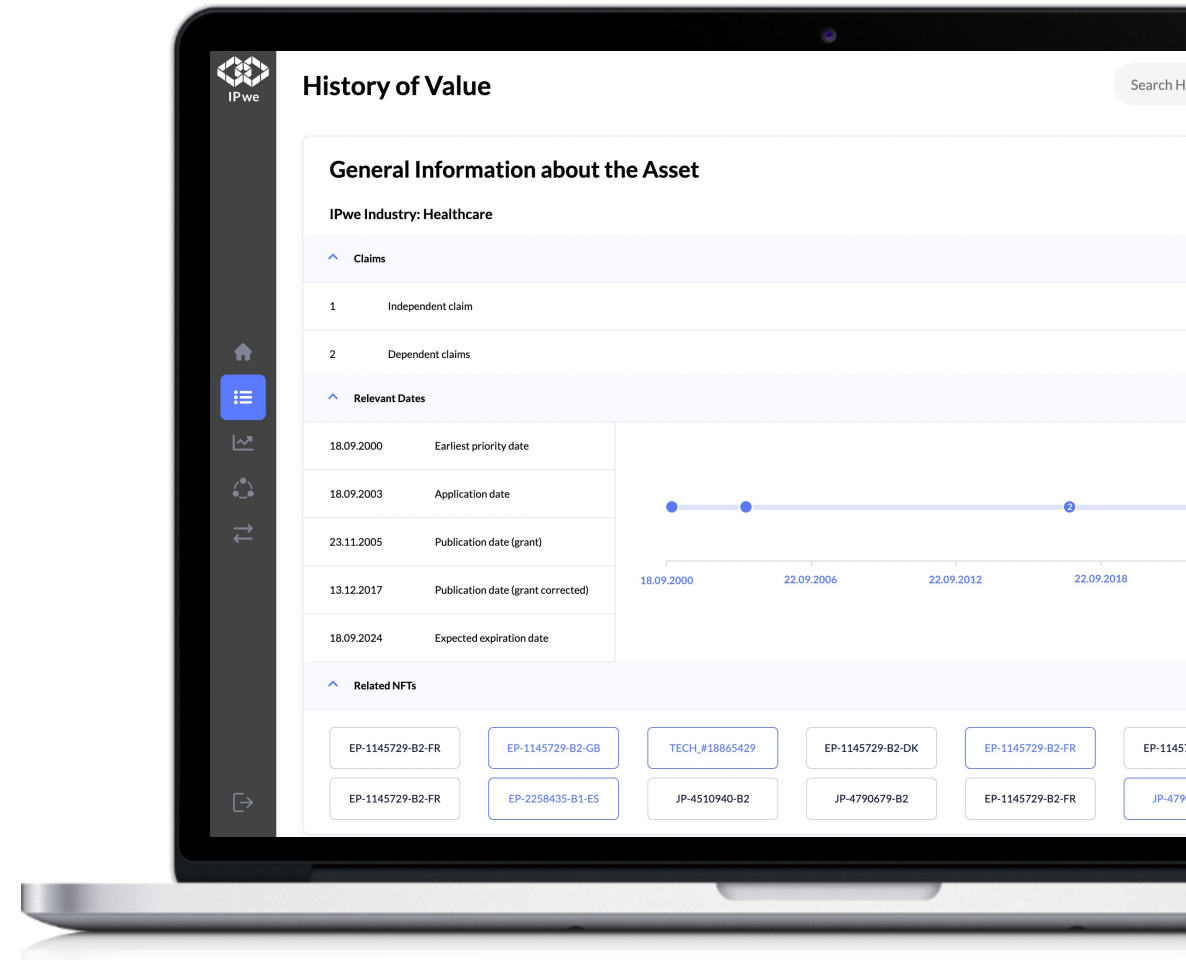 IPwe
History of Value
Search H
General Information about the Asset
IPwe Industry: Healthcare
Claims
1 Independent claim
2 Dependent claims
Relevant Dates
18.09.2000 Earliest priority date
18.09.2003 Application date
23.11.2005 Publication date (grant)
13.12.2017 Publication date (grant corrected)
18.09.2024 Expected expiration date
2
18.09.2000 22.09.2006 22.09.2012 22.09.2018
Related NFTs
EP-1145729-B2-FR EP-1145729-B2-GB TECH_#18865429 EP-1145729-B2-DK EP-1145729-B2-FR EP-1145
EP-1145729-B2-FR EP-2258435-B1-ES JP-4510940-B2 JP-4790679-B2 EP-1145729-B2-FR JP-479